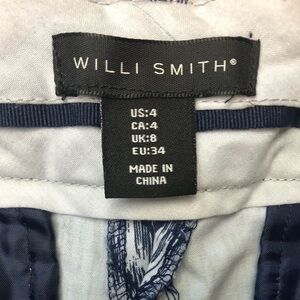 WILLI SMITH®
US:4
CA:4
UK:8
EU:34
MADE IN
CHINA